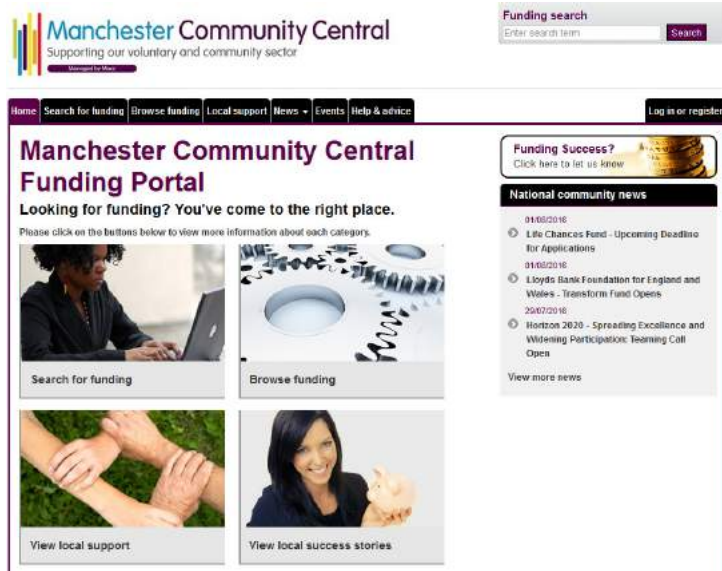 Manchester Community Central
Supporting our voluntary and community sector
Managed by Macc
Funding search
Enter search term
Search
Home
Search for funding
Browse funding
Local support
News
Events
Help & advice
Log in or register
Manchester Community Central
Funding Portal
Looking for funding? You've come to the right place.
Please click on the buttons below to view more information about each category.
Search for funding
Browse funding
View local support
View local success stories
Funding Success?
Click here to let us know
National community news
01/08/2016
Life Chances Fund - Upcoming Deadline
for Applications
01/08/2016
Lloyds Bank Foundation for England and
Wales - Transform Fund Opens
29/07/2016
Horizon 2020 - Spreading Excellence and
Widening Participation: Teaming Call
Open
View more news